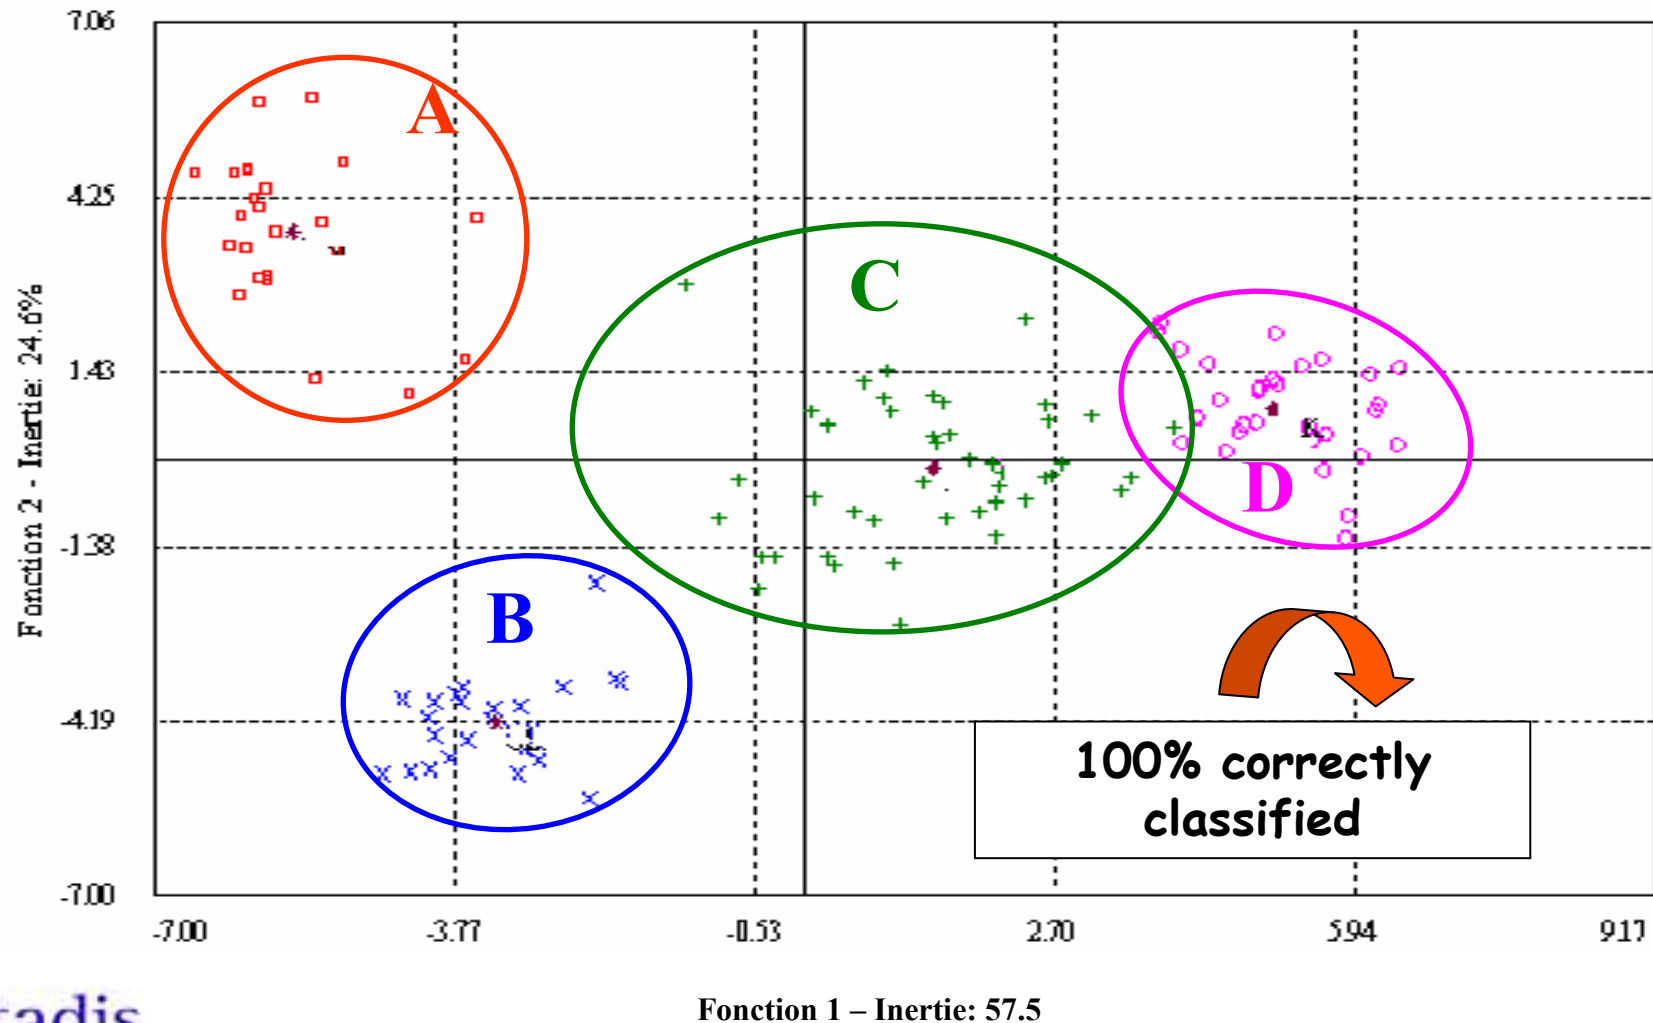 7.06
A
4.25
C
1.43
D
-1.38
B
-4.19
100% correctly
classified
-7.00
-7.00 -3.77 -0.53 2.70 5.94 9.17
Fonction 2 - Inertie: 24.6%
Fonction 1 – Inertie: 57.5